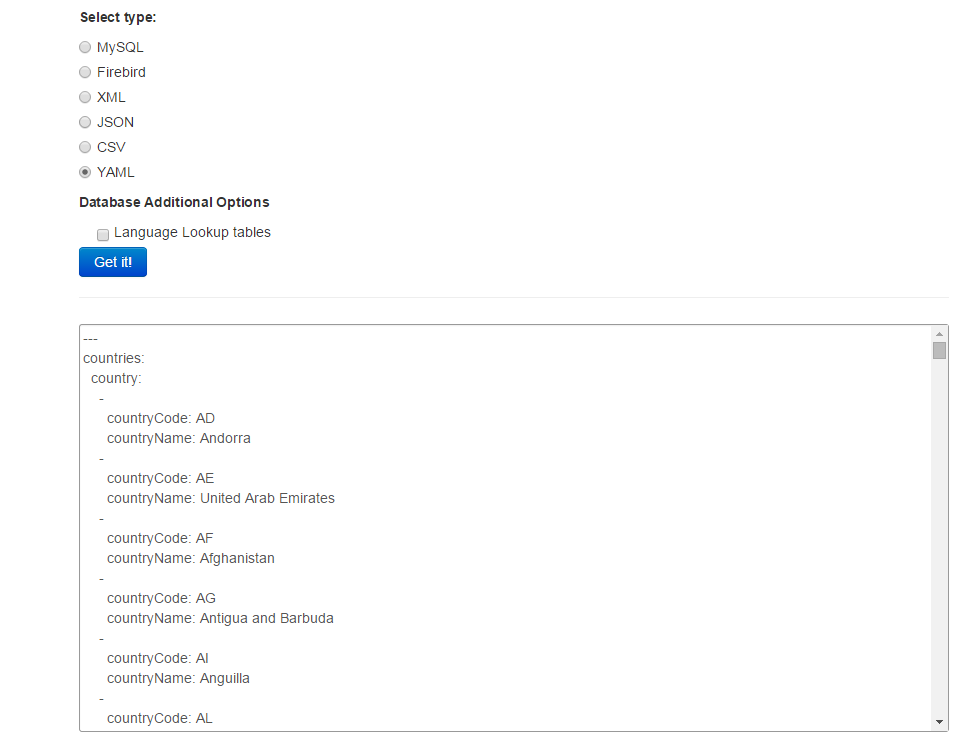 Select type:
MySQL
Firebird
XML
JSON
CSV
YAML
Database Additional Options
Language Lookup tables
Get it!
---
countries:
country:
-
countryCode: AD
countryName: Andorra
-
countryCode: AE
countryName: United Arab Emirates
-
countryCode: AF
countryName: Afghanistan
-
countryCode: AG
countryName: Antigua and Barbuda
-
countryCode: AI
countryName: Anguilla
-
countryCode: AL